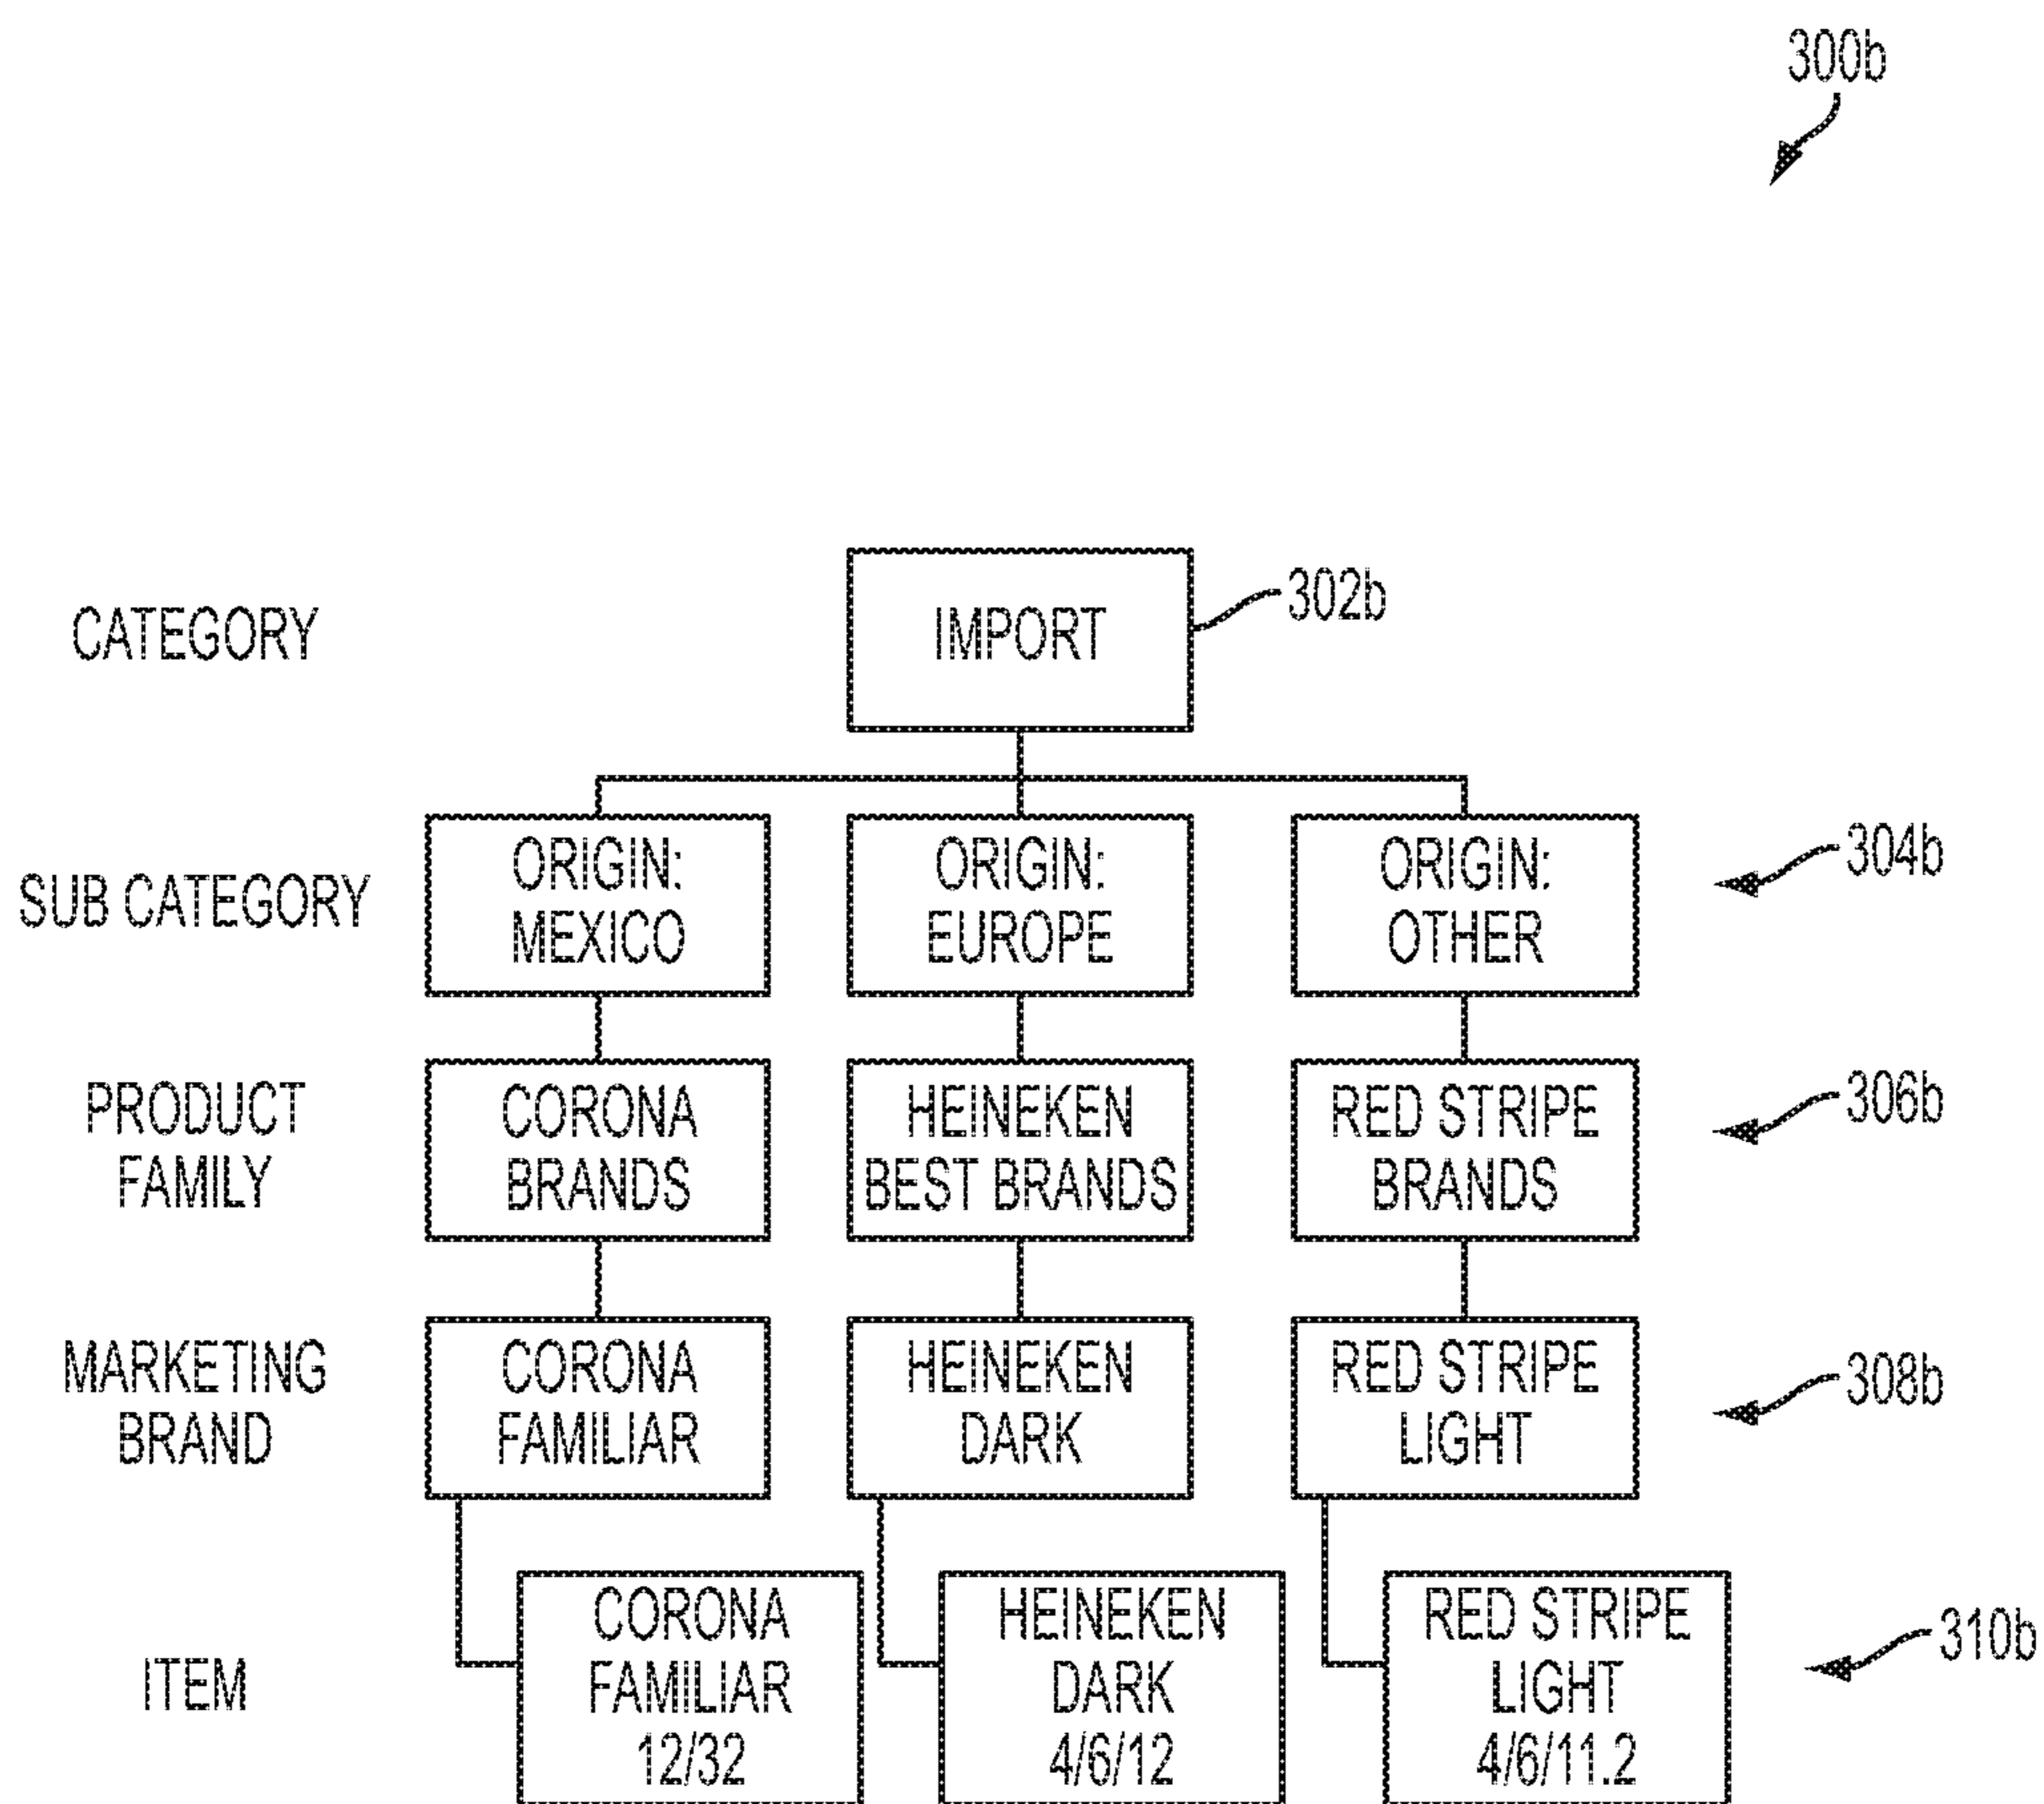 300b
CATEGORY
IMPORT
302b
SUB CATEGORY
ORIGIN:
MEXICO
ORIGIN:
EUROPE
ORIGIN:
OTHER
304b
PRODUCT
FAMILY
CORONA
BRANDS
HEINEKEN
BEST BRANDS
RED STRIPE
BRANDS
306b
MARKETING
BRAND
CORONA
FAMILIAR
HEINEKEN
DARK
RED STRIPE
LIGHT
308b
ITEM
CORONA
FAMILIAR
12/32
HEINEKEN
DARK
4/6/12
RED STRIPE
LIGHT
4/6/11.2
310b